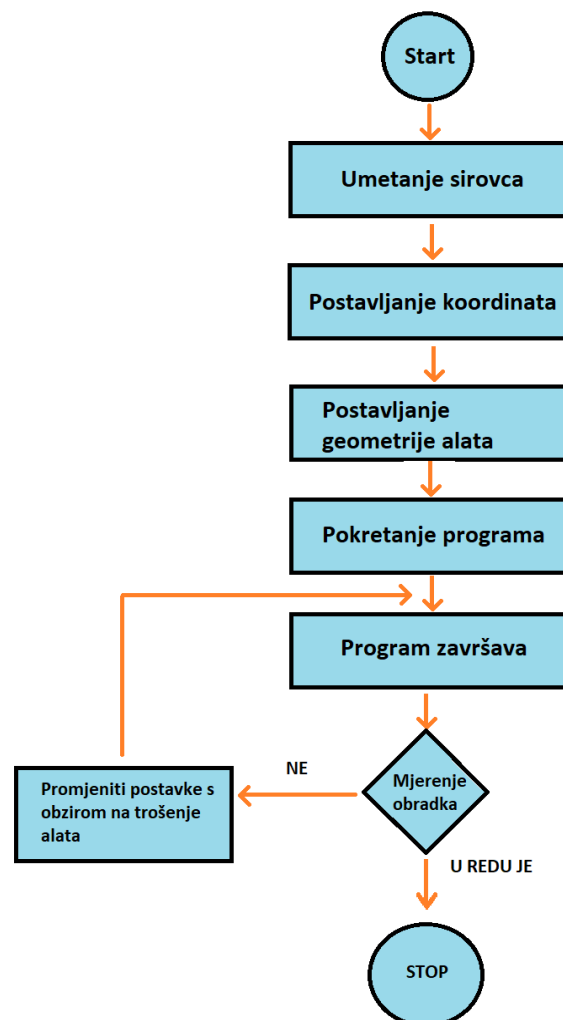 Start
Umetanje sirovca
Postavljanje koordinata
Postavljanje
geometrije alata
Pokretanje programa
Program završava
Mjerenje
obradka
NE
Promjeniti postavke s
obzirom na trošenje
alata
U REDU JE
STOP